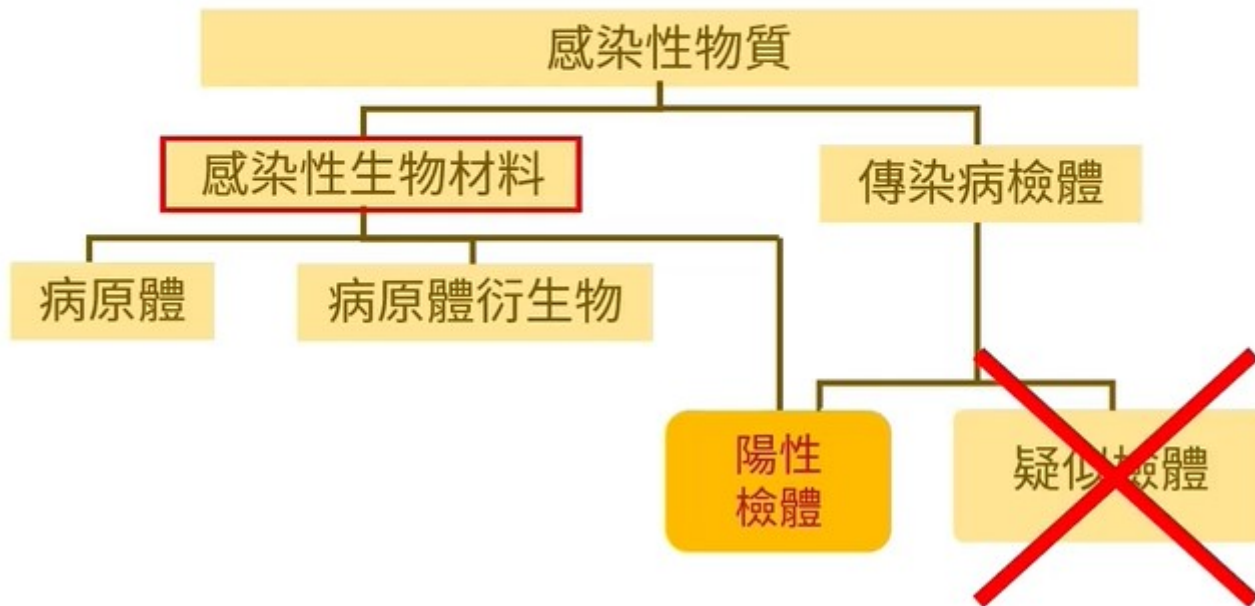 感染性物質
感染性生物材料
傳染病檢體
病原體
病原體衍生物
陽性
檢體
疑似檢體